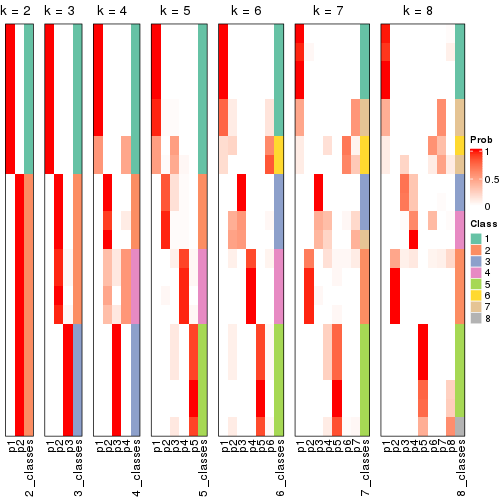 k = 2
k = 3
k = 4
k = 5
k = 6
k = 7
k = 8
Prob
1
0.5
0
Class
1
2
3
4
5
6
7
8
p1
p2
2_classes
p1
p2
p3
3_classes
p1
p2
p3
p4
4_classes
p1
p2
p3
p4
p5
5_classes
p1
p2
p3
p4
p5
p6
6_classes
p1
p2
p3
p4
p5
p6
p7
7_classes
p1
p2
p3
p4
p5
p6
p7
p8
8_classes